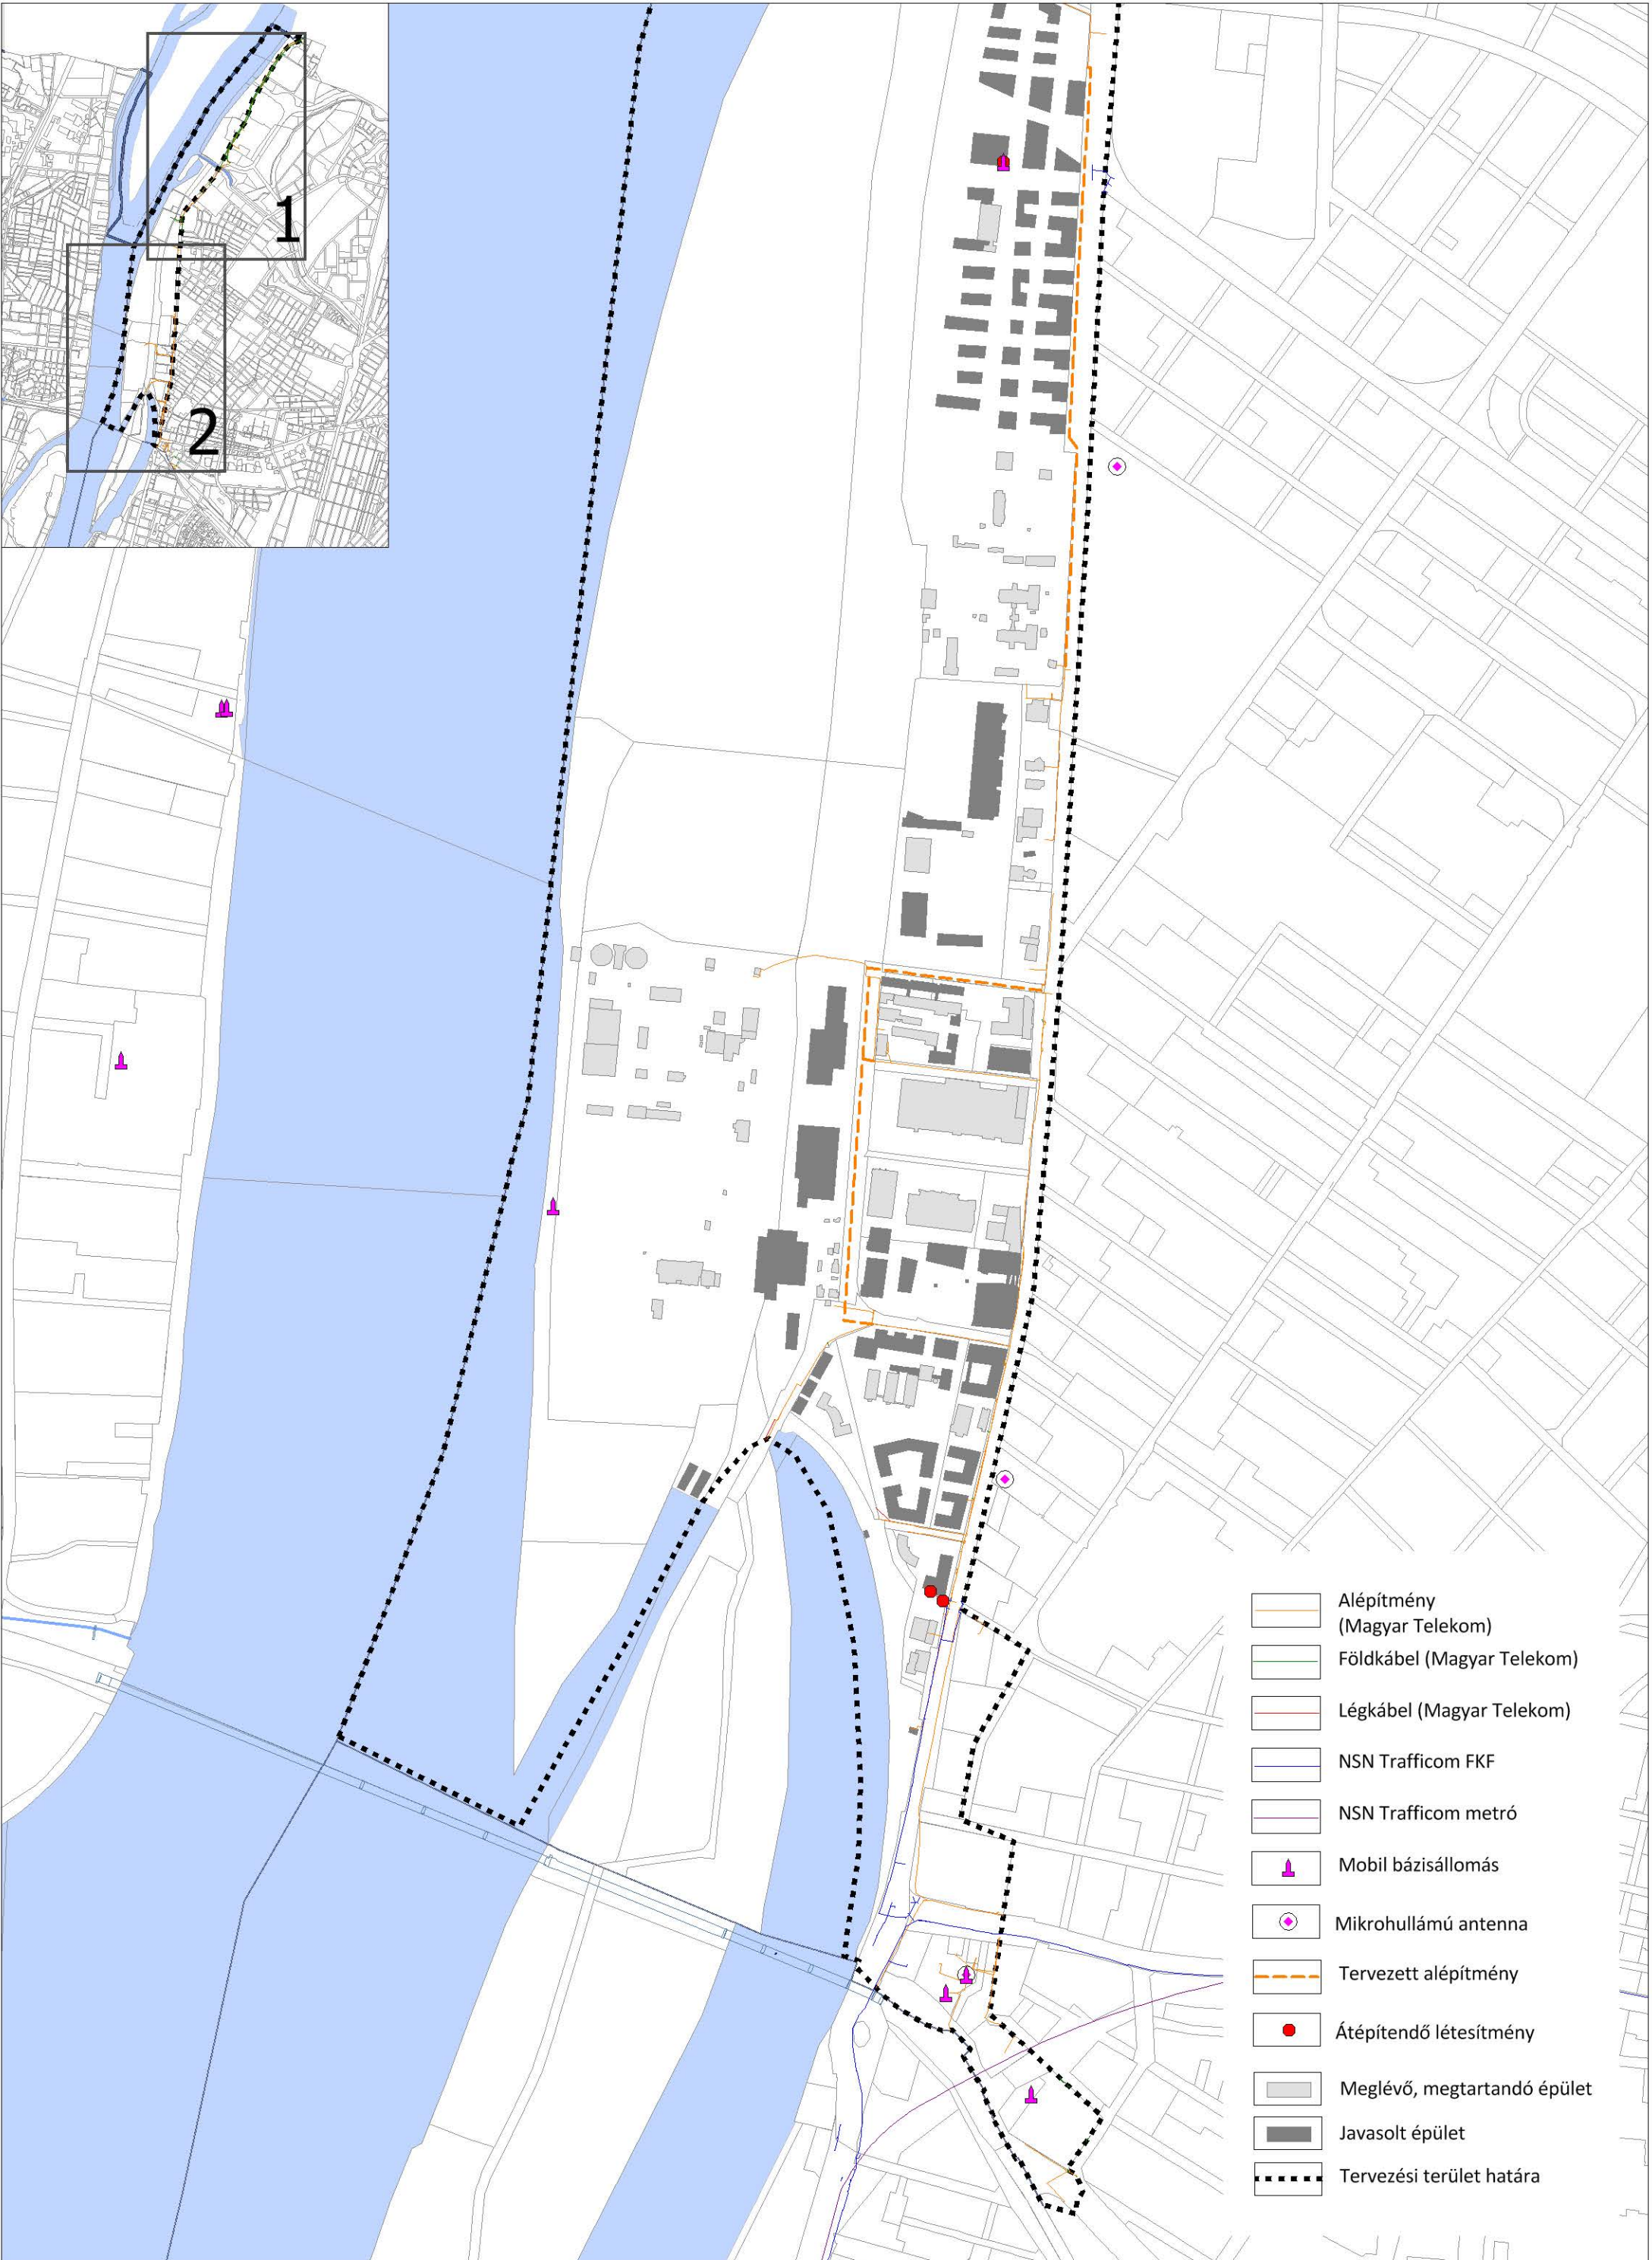 1
2
Alépítmény
(Magyar Telekom)
Földkábel (Magyar Telekom)
Légkábel (Magyar Telekom)
NSN Trafficom FKF
NSN Trafficom metró
Mobil bázisállomás
Mikrohullámú antenna
Tervezett alépítmény
Átépítendő létesítmény
Meglévő, megtartandó épület
Javasolt épület
Tervezési terület határa